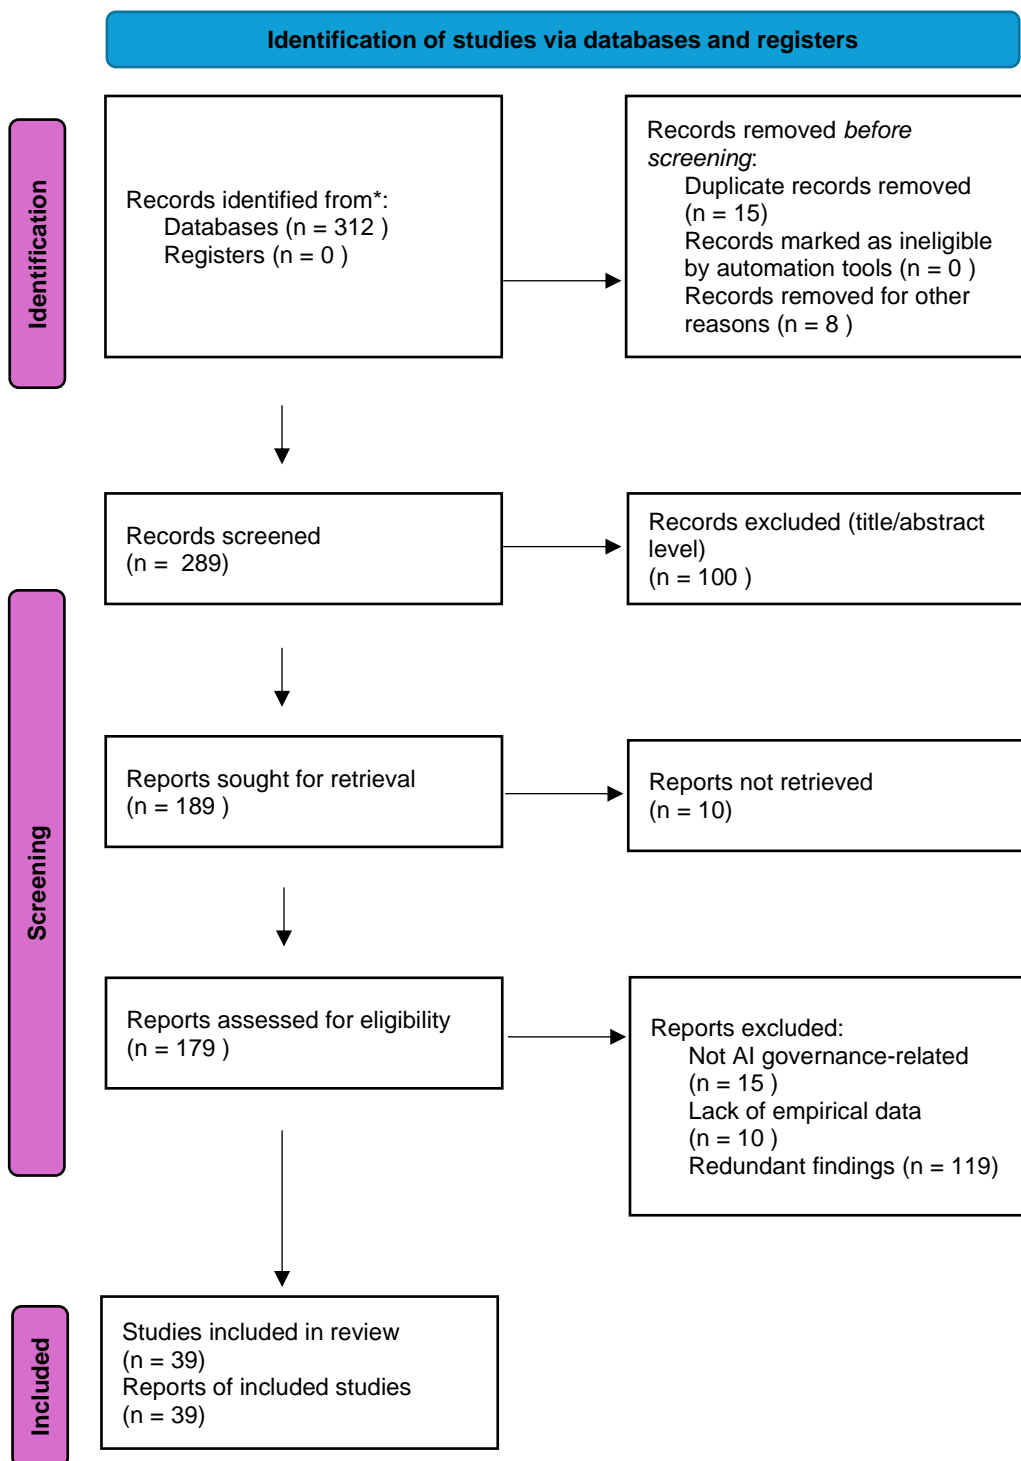 Identification of studies via databases and registers
Identification
Records identified from*:
Databases (n = 312 )
Registers (n = 0 )
Records removed before
screening:
Duplicate records removed
(n = 15)
Records marked as ineligible
by automation tools (n = 0 )
Records removed for other
reasons (n = 8 )
Screening
Records screened
(n =  289)
Records excluded (title/abstract
level)
(n = 100 )
Reports sought for retrieval
(n = 189 )
Reports not retrieved
(n = 10)
Reports assessed for eligibility
(n = 179 )
Reports excluded:
Not AI governance-related
(n = 15 )
Lack of empirical data
(n = 10 )
Redundant findings (n = 119)
Included
Studies included in review
(n = 39)
Reports of included studies
(n = 39)